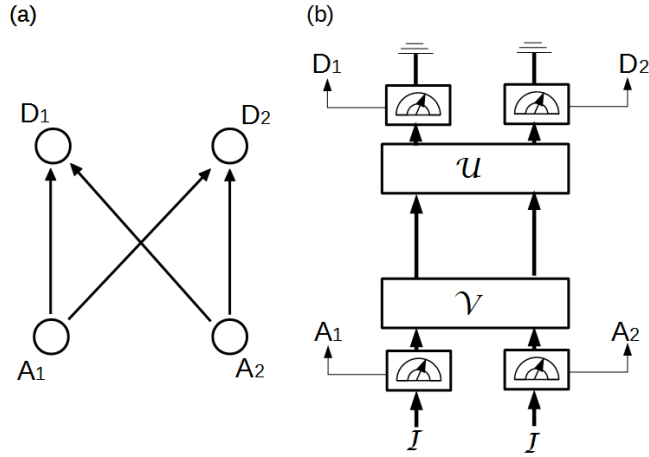 (a)
D₁
D₂
A₁
A₂
(b)
D₁
D₂
𝒰
𝒱
A₁
A₂
ℐ
ℐ